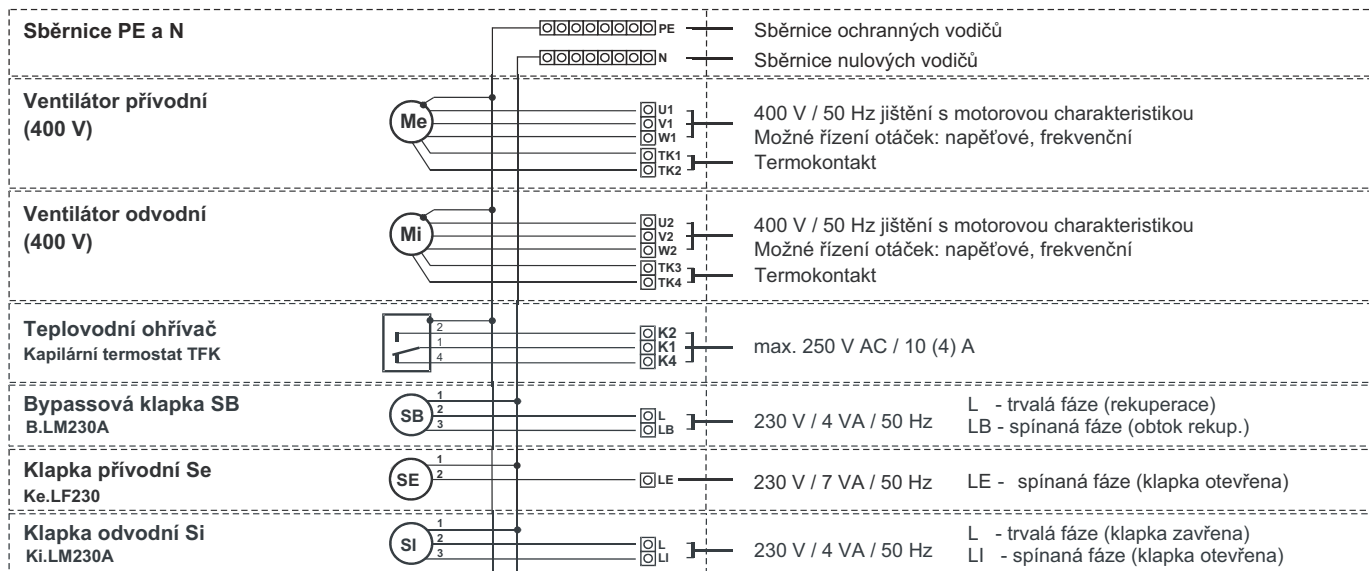 Sběrnice PE a N
PE
Sběrnice ochranných vodičů
N
Sběrnice nulových vodičů
Ventilátor přívodní
(400 V)
Me
U1
V1
W1
TK1
TK2
400 V / 50 Hz jištění s motorovou charakteristikou
Možné řízení otáček: napěťové, frekvenční
Termokontakt
Ventilátor odvodní
(400 V)
Mi
U2
V2
W2
TK3
TK4
400 V / 50 Hz jištění s motorovou charakteristikou
Možné řízení otáček: napěťové, frekvenční
Termokontakt
Teplovodní ohřívač
Kapilární termostat TFK
2
1
4
K2
K1
K4
max. 250 V AC / 10 (4) A
Bypassová klapka SB
B.LM230A
SB
1
2
3
L
LB
230 V / 4 VA / 50 Hz
L - trvalá fáze (rekuperace)
LB - spínaná fáze (obtok rekup.)
Klapka přívodní Se
Ke.LF230
SE
1
2
LE
230 V / 7 VA / 50 Hz
LE - spínaná fáze (klapka otevřena)
Klapka odvodní Si
Ki.LM230A
SI
1
2
3
L
LI
230 V / 4 VA / 50 Hz
L - trvalá fáze (klapka zavřena)
LI - spínaná fáze (klapka otevřena)